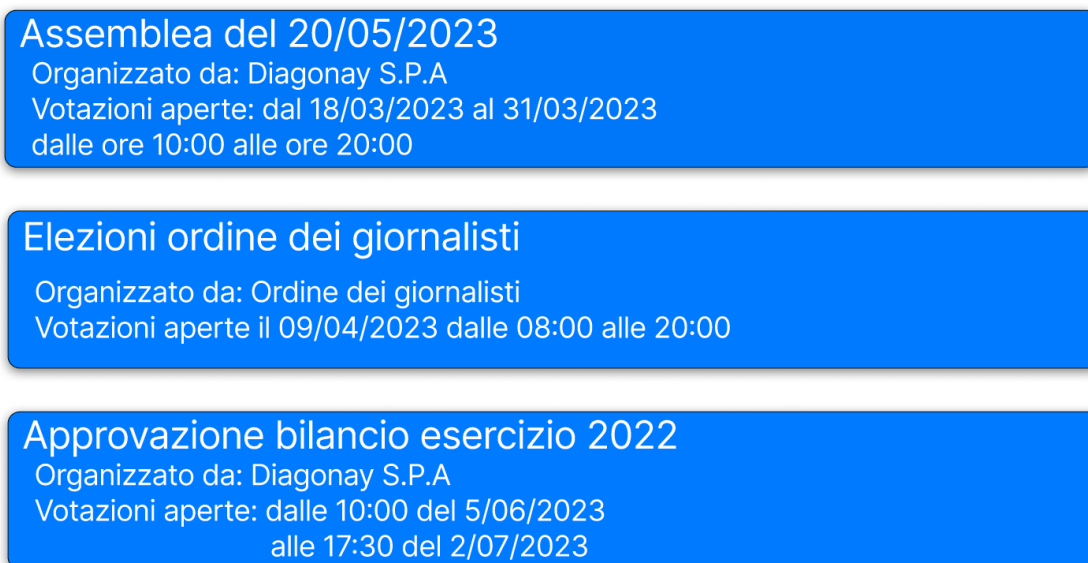 Assemblea del 20/05/2023
Organizzato da: Diagonay S.P.A
Votazioni aperte: dal 18/03/2023 al 31/03/2023
dalle ore 10:00 alle ore 20:00
Elezioni ordine dei giornalisti
Organizzato da: Ordine dei giornalisti
Votazioni aperte il 09/04/2023 dalle 08:00 alle 20:00
Approvazione bilancio esercizio 2022
Organizzato da: Diagonay S.P.A
Votazioni aperte: dalle 10:00 del 5/06/2023
alle 17:30 del 2/07/2023